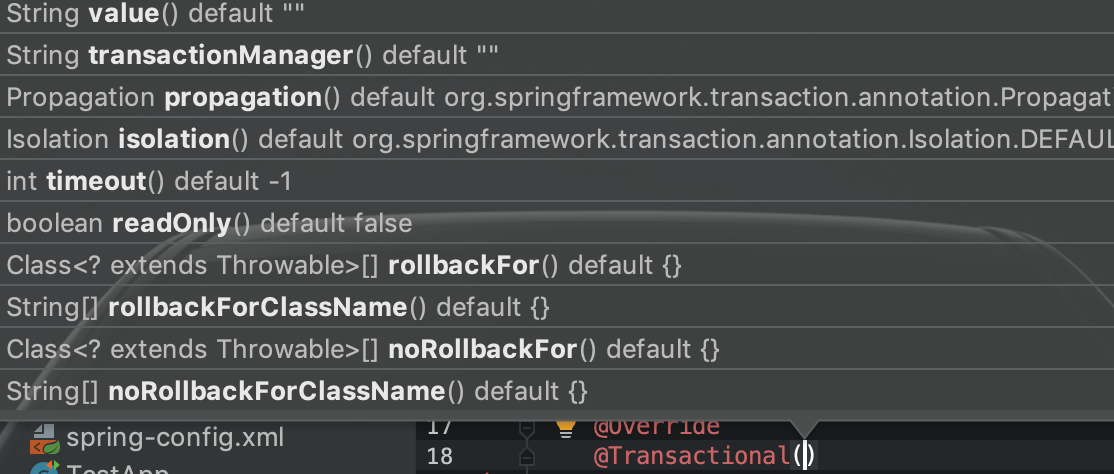 String value() default ""
String transactionManager() default ""
Propagation propagation() default org.springframework.transaction.annotation.Propagati
Isolation isolation() default org.springframework.transaction.annotation.Isolation.DEFAUL
int timeout() default -1
boolean readOnly() default false
Class<? extends Throwable>[] rollbackFor() default {}
String[] rollbackForClassName() default {}
Class<? extends Throwable>[] noRollbackFor() default {}
String[] noRollbackForClassName() default {}
spring-config.xml
TestApp
17 @Override
18 @Transactional()